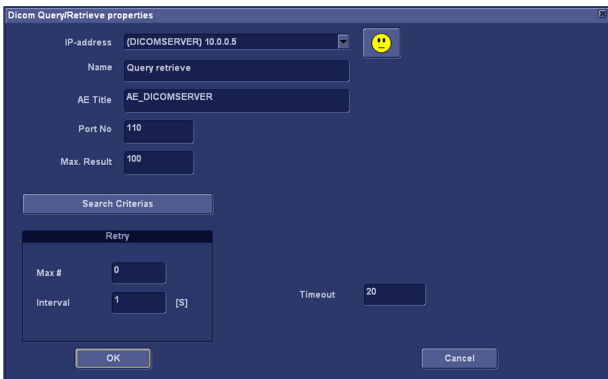 Dicom Query/Retrieve properties
IP-address (DICOMSERVER) 10.0.0.5
Name Query retrieve
AE Title AE_DICOMSERVER
Port No 110
Max. Result 100
Search Criterias
Retry
Max # 0
Interval 1 [S]
Timeout 20
OK Cancel